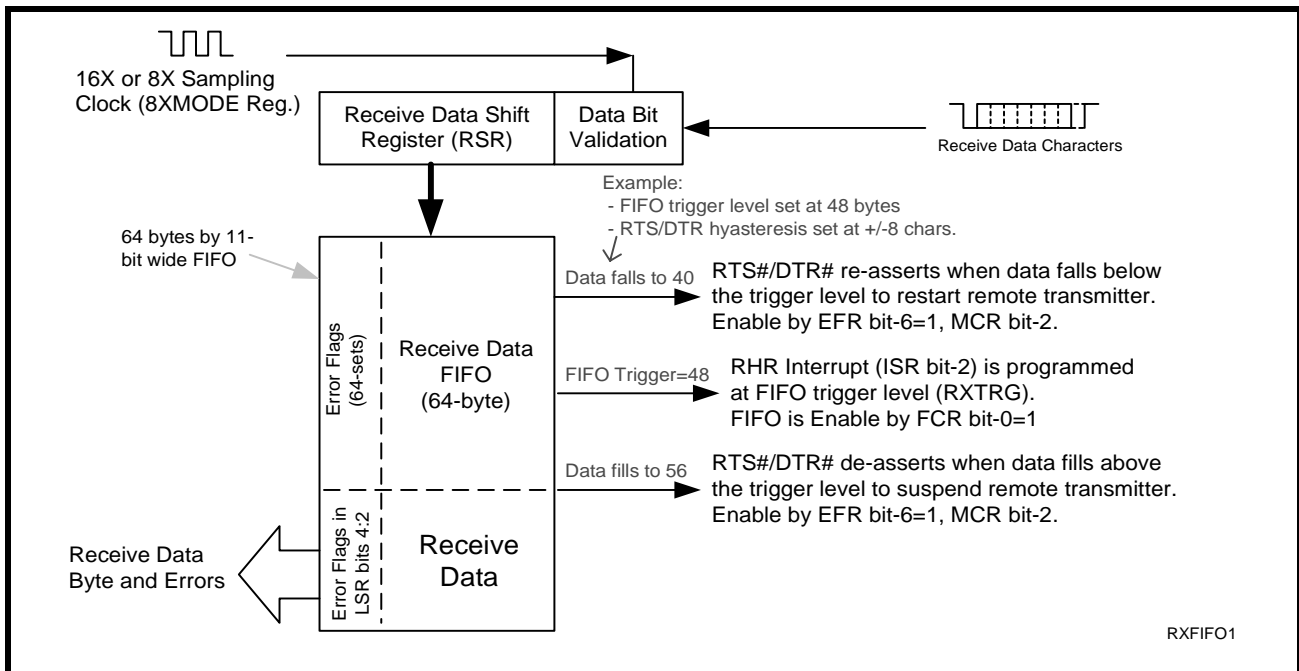 16X or 8X Sampling
Clock (8XMODE Reg.)
Receive Data Shift
Register (RSR)
Data Bit
Validation
Receive Data Characters
Example:
- FIFO trigger level set at 48 bytes
- RTS/DTR hyasteresis set at +/-8 chars.
64 bytes by 11-
bit wide FIFO
Data falls to 40
RTS#/DTR# re-asserts when data falls below
the trigger level to restart remote transmitter.
Enable by EFR bit-6=1, MCR bit-2.
Error Flags
(64-sets)
Receive Data
FIFO
(64-byte)
FIFO Trigger=48
RHR Interrupt (ISR bit-2) is programmed
at FIFO trigger level (RXTRG).
FIFO is Enable by FCR bit-0=1
Data fills to 56
RTS#/DTR# de-asserts when data fills above
the trigger level to suspend remote transmitter.
Enable by EFR bit-6=1, MCR bit-2.
Error Flags in
LSR bits 4:2
Receive
Data
Receive Data
Byte and Errors
RXFIFO1